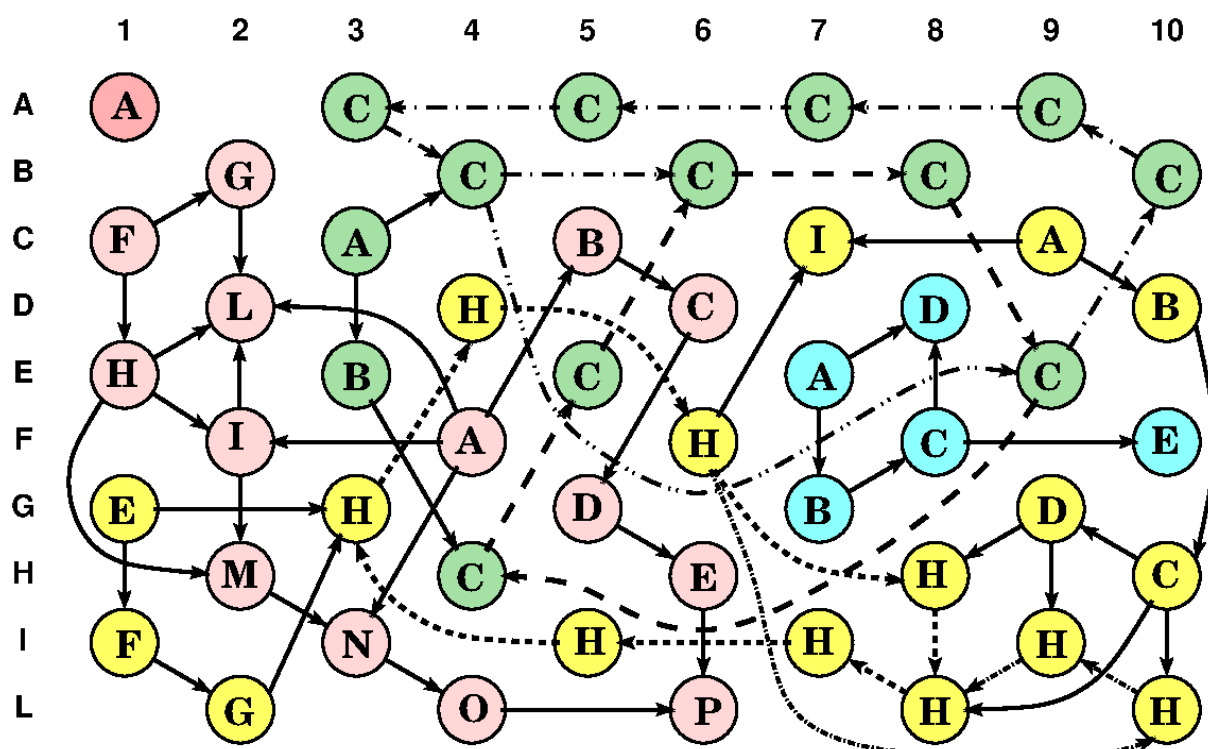 1 2 3 4 5 6 7 8 9 10
A A C C C C
B G C C C C
C F A B I A
D L H C D B
E H B C A C
F I A H C E
G E H D B D
H M C E H C
I F N H H H
L G O P H H